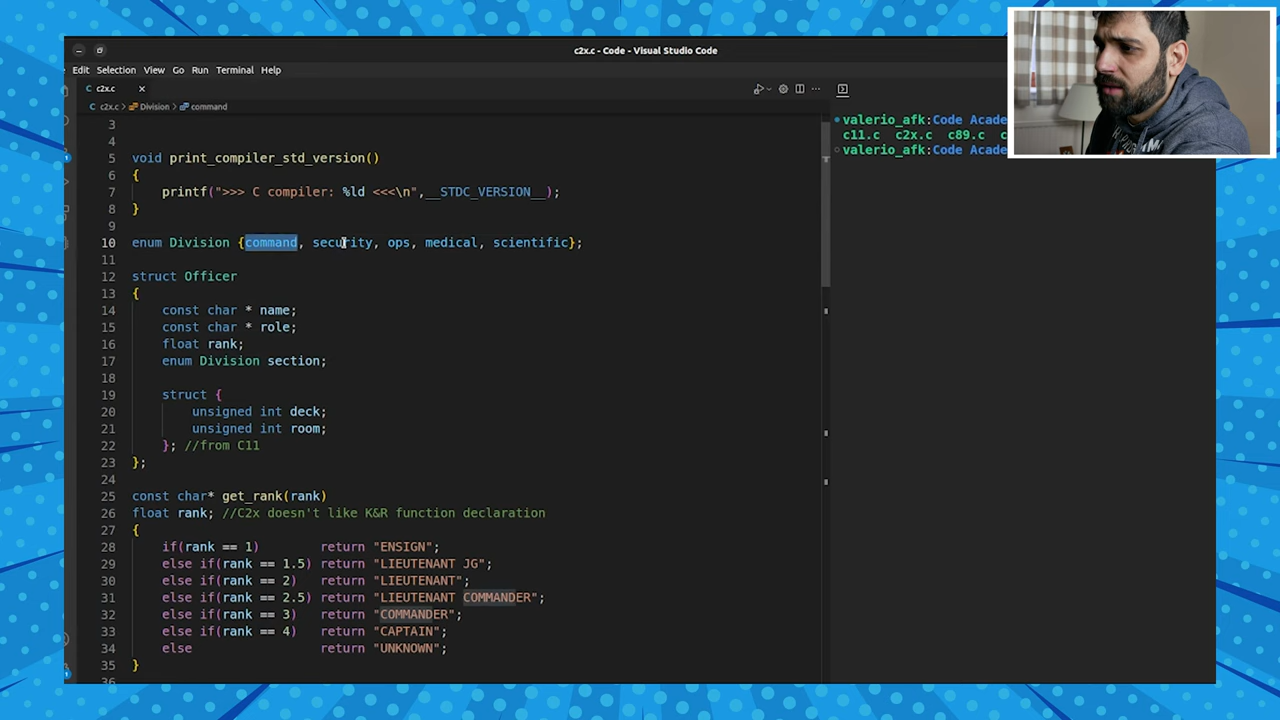 c2x.c - Code - Visual Studio Code
Edit Selection View Go Run Terminal Help
c2x.c
c2x.c > Division > command
3
4
5 void print_compiler_std_version()
6 {
7 printf(">>> C compiler: %ld <<<\n",__STDC_VERSION__);
8 }
9
10 enum Division {command, security, ops, medical, scientific};
11
12 struct Officer
13 {
14 const char * name;
15 const char * role;
16 float rank;
17 enum Division section;
18
19 struct {
20 unsigned int deck;
21 unsigned int room;
22 }; //from C11
23 };
24
25 const char* get_rank(rank)
26 float rank; //C2x doesn't like K&R function declaration
27 {
28 if(rank == 1) return "ENSIGN";
29 else if(rank == 1.5) return "LIEUTENANT JG";
30 else if(rank == 2) return "LIEUTENANT";
31 else if(rank == 2.5) return "LIEUTENANT COMMANDER";
32 else if(rank == 3) return "COMMANDER";
33 else if(rank == 4) return "CAPTAIN";
34 else return "UNKNOWN";
35 }
36
valerio_afk:Code Acade
c11.c c2x.c c89.c c
valerio_afk:Code Acade